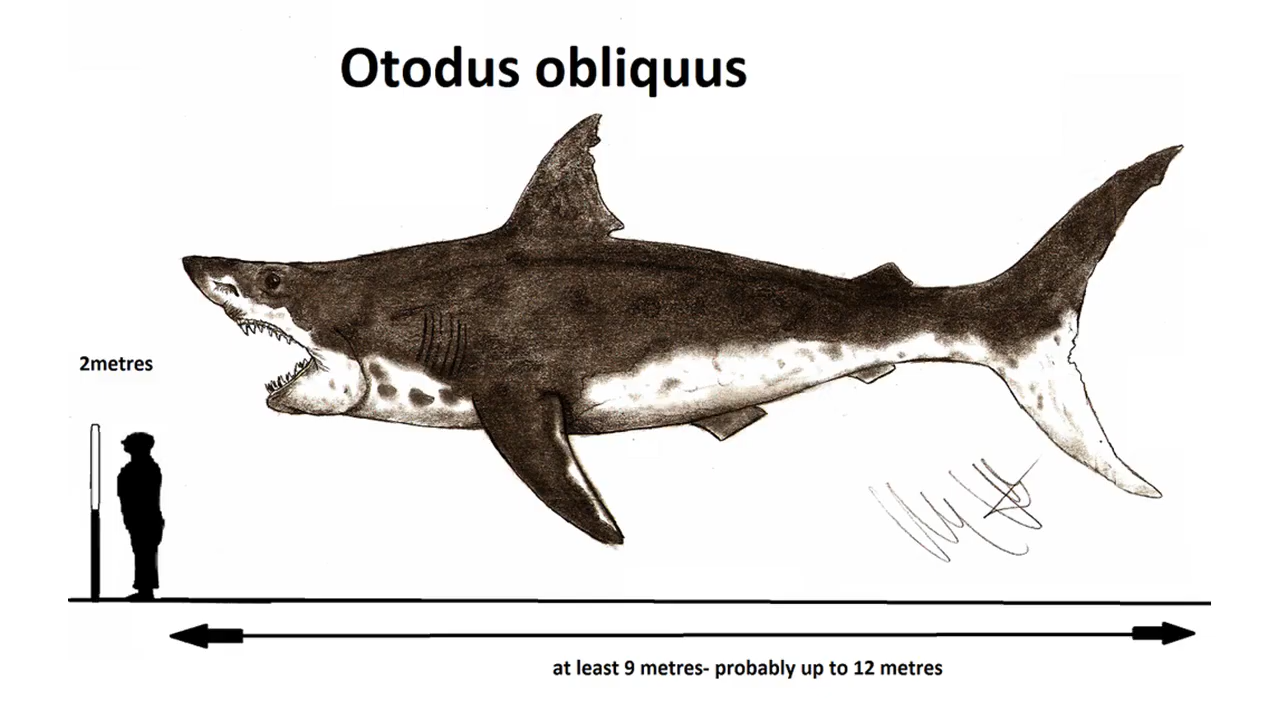 Otodus obliquus
2metres
at least 9 metres- probably up to 12 metres